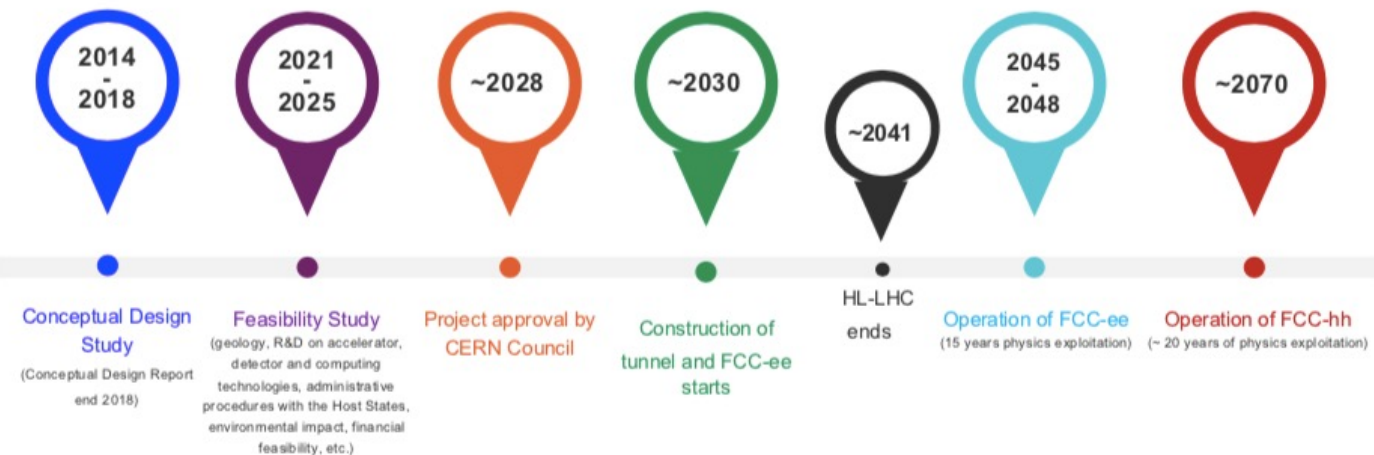 2014
-
2018
2021
-
2025
~2028
~2030
~2041
2045
-
2048
~2070
Conceptual Design
Study
(Conceptual Design Report
end 2018)
Feasibility Study
(geology, R&D on accelerator,
detector and computing
technologies, administrative
procedures with the Host States,
environmental impact, financial
feasibility, etc.)
Project approval by
CERN Council
Construction of
tunnel and FCC-ee
starts
HL-LHC
ends
Operation of FCC-ee
(15 years physics exploitation)
Operation of FCC-hh
(~ 20 years of physics exploitation)